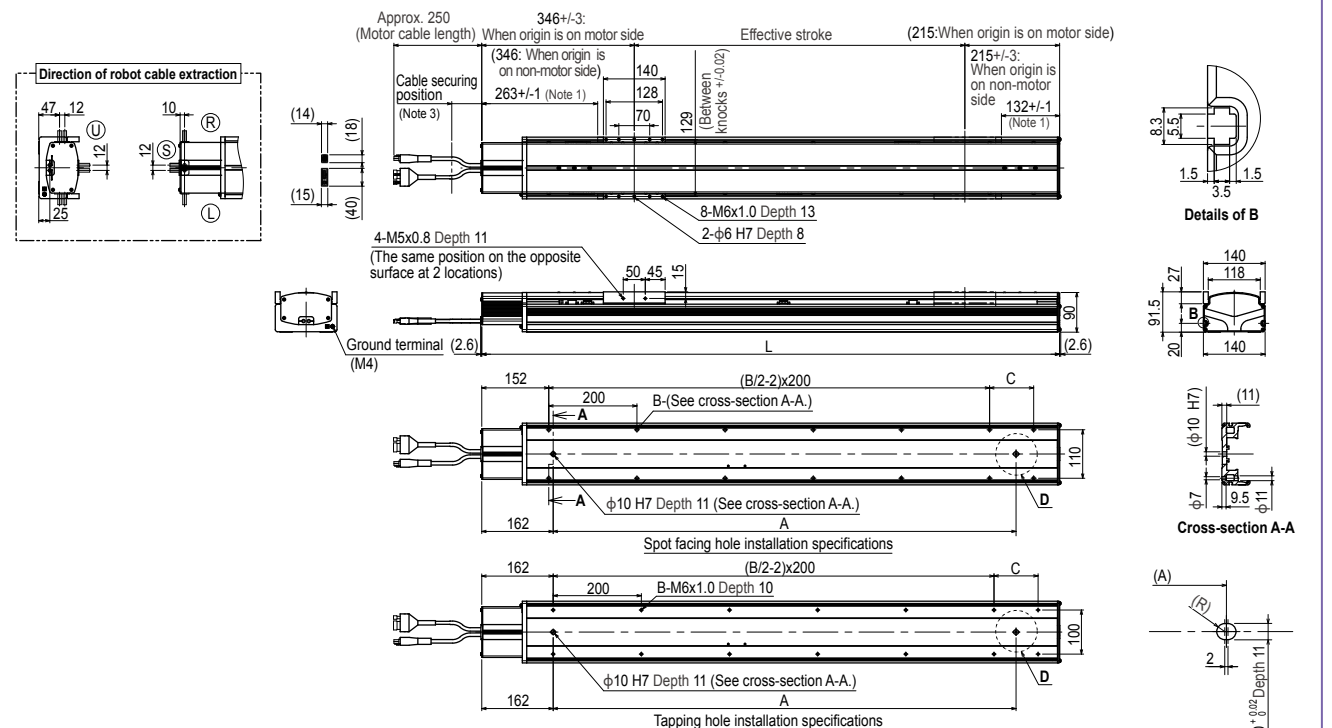 Approx. 250
(Motor cable length)
346+/-3:
When origin is on motor side
(346: When origin is
on non-motor side)
Effective stroke
(215:When origin is on motor side)
215+/-3:
When origin is
on non-motor
side
132+/-1
(Note 1)
Cable securing
position
(Note 3)
263+/-1 (Note 1)
140
128
70
129
(Between
knocks +/-0.02)
Direction of robot cable extraction
47
12
U
12
25
10
R
S
12
L
(14)
(18)
(15)
(40)
8-M6x1.0 Depth 13
2-φ6 H7 Depth 8
8.3
5.5
1.5
3.5
1.5
Details of B
4-M5x0.8 Depth 11
(The same position on the opposite
surface at 2 locations)
50
45
15
90
Ground terminal
(M4)
(2.6)
L
(2.6)
140
118
27
91.5
B
20
140
152
(B/2-2)x200
C
200
B-(See cross-section A-A.)
A
110
A
φ10 H7 Depth 11 (See cross-section A-A.)
D
162
A
Spot facing hole installation specifications
(φ10 H7)
(11)
φ7
9.5
φ11
Cross-section A-A
162
(B/2-2)x200
C
200
B-M6x1.0 Depth 10
100
φ10 H7 Depth 11 (See cross-section A-A.)
D
162
A
Tapping hole installation specifications
(A)
(R)
2
+ 0.02
0 Depth 11